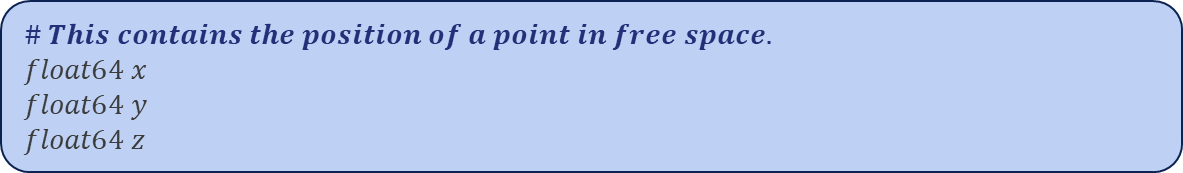 # This contains the position of a point in free space.
float64 x
float64 y
float64 z